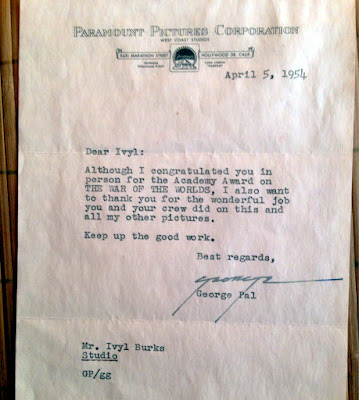 PARAMOUNT PICTURES CORPORATION
WEST COAST STUDIOS
5451 MARATHON STREET
HOLLYWOOD 38, CALIF.
April 5, 1954
Dear Ivyl:
Although I congratulated you in
person for the Academy Award on
THE WAR OF THE WORLDS, I also want
to thank you for the wonderful job
you and your crew did on this and
all my other pictures.
Keep up the good work.
Best regards,
George
George Pal
Mr. Ivyl Burks
Studio
GP/gg